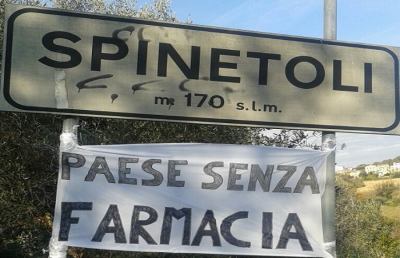 SPINETOLI
m. 170 s.l.m.
PAESE SENZA
FARMACIA